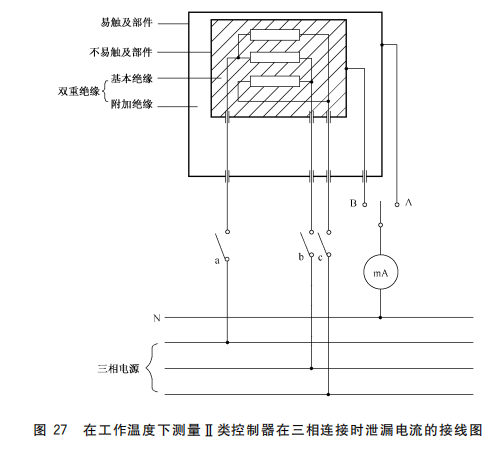 易触及部件
不易触及部件
基本绝缘
双重绝缘
附加绝缘
B
A
a
b
c
mA
N
三相电源
图 27 在工作温度下测量Ⅱ类控制器在三相连接时泄漏电流的接线图